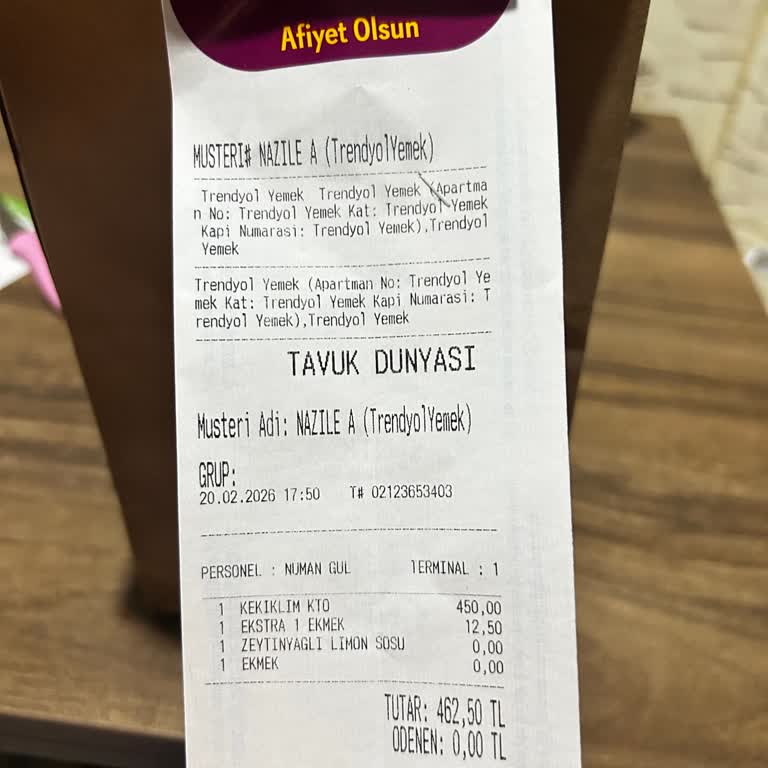 Afiyet Olsun
MUSTERI# NAZILE A (TrendyolYemek)
Trendyol Yemek Trendyol Yemek (Apartma
n No: Trendyol Yemek Kat: Trendyol Yemek
Kapi Numarasi: Trendyol Yemek),Trendyol
Yemek
Trendyol Yemek (Apartman No: Trendyol Ye
mek Kat: Trendyol Yemek Kapi Numarasi: T
rendyol Yemek),Trendyol Yemek
TAVUK DUNYASI
Musteri Adi: NAZILE A (TrendyolYemek)
GRUP:
20.02.2026 17:50 T# 02123653403
PERSONEL : NUMAN GUL TERMINAL : 1
1 KEKIKLIM KTO 450,00
1 EKSTRA 1 EKMEK 12,50
1 ZEYTINYAGLI LIMON SOSU 0,00
1 EKMEK 0,00
TUTAR: 462,50 TL
ODENEN: 0,00 TL